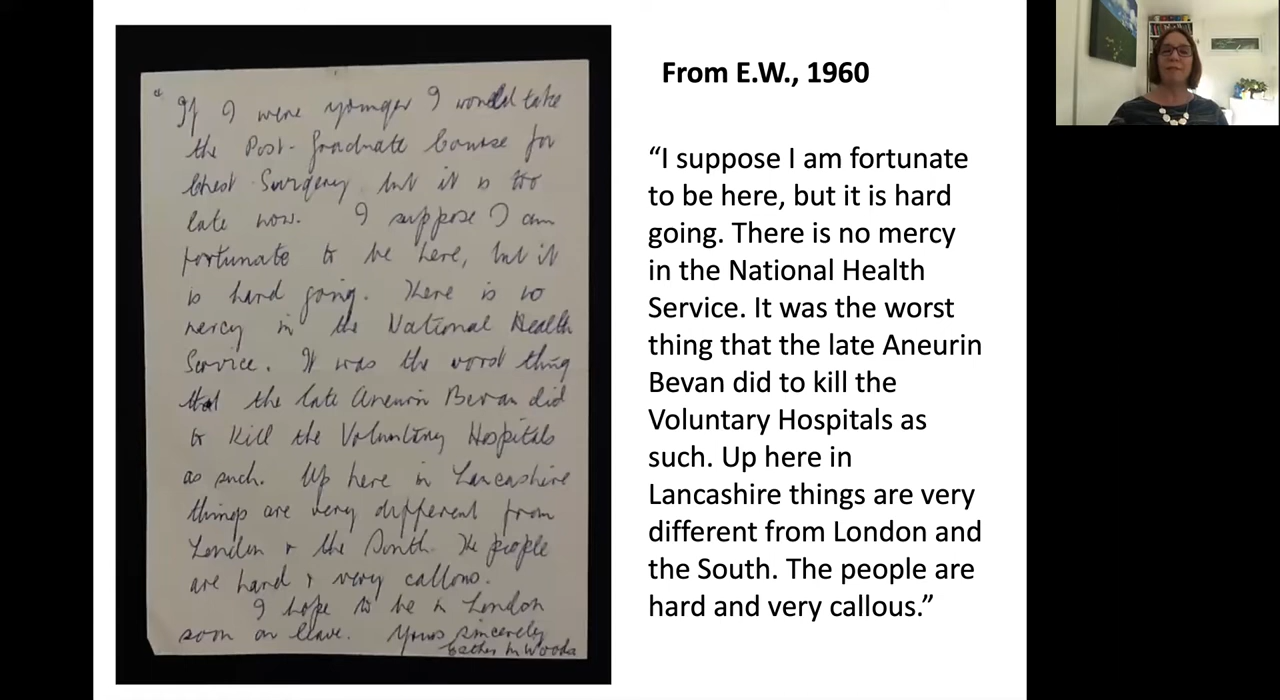 If I were younger I would take
the Post-Graduate Course for
Chest Surgery but it is too
late now. I suppose I am
fortunate to be here, but it
is hard going. There is no
mercy in the National Health
Service. It was the worst thing
that the late Aneurin Bevan did
to kill the Voluntary Hospitals
as such. Up here in Lancashire
things are very different from
London & the South. The people
are hard & very callous.
I hope to be in London
soon on leave. Yours sincerely
Esther M Woods
From E.W., 1960
“I suppose I am fortunate
to be here, but it is hard
going. There is no mercy
in the National Health
Service. It was the worst
thing that the late Aneurin
Bevan did to kill the
Voluntary Hospitals as
such. Up here in
Lancashire things are very
different from London and
the South. The people are
hard and very callous.”